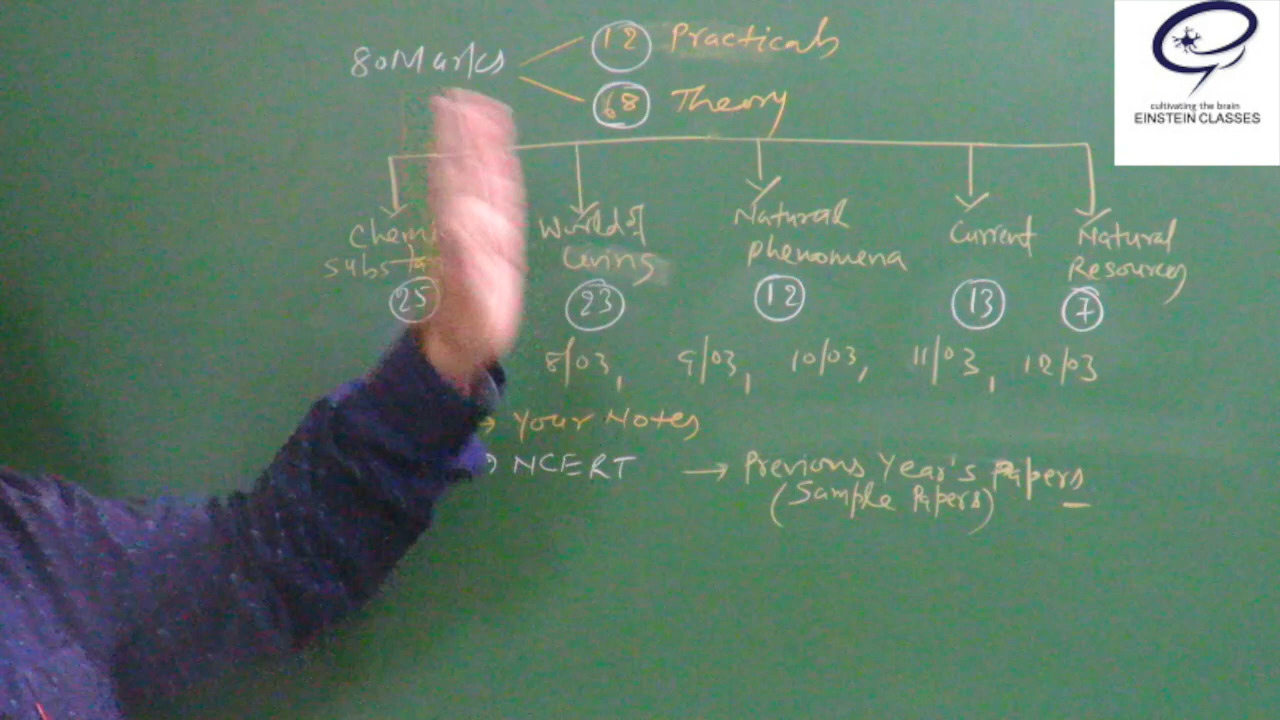 80 Marks
12 Practicals
68 Theory
cultivating the brain
EINSTEIN CLASSES
World of
Living
23
Natural
phenomena
12
Current
13
Natural
Resources
7
25
8/03, 9/03, 10/03, 11/03, 12/03
→ Your Notes
NCERT → Previous Year's Papers
(Sample Papers)